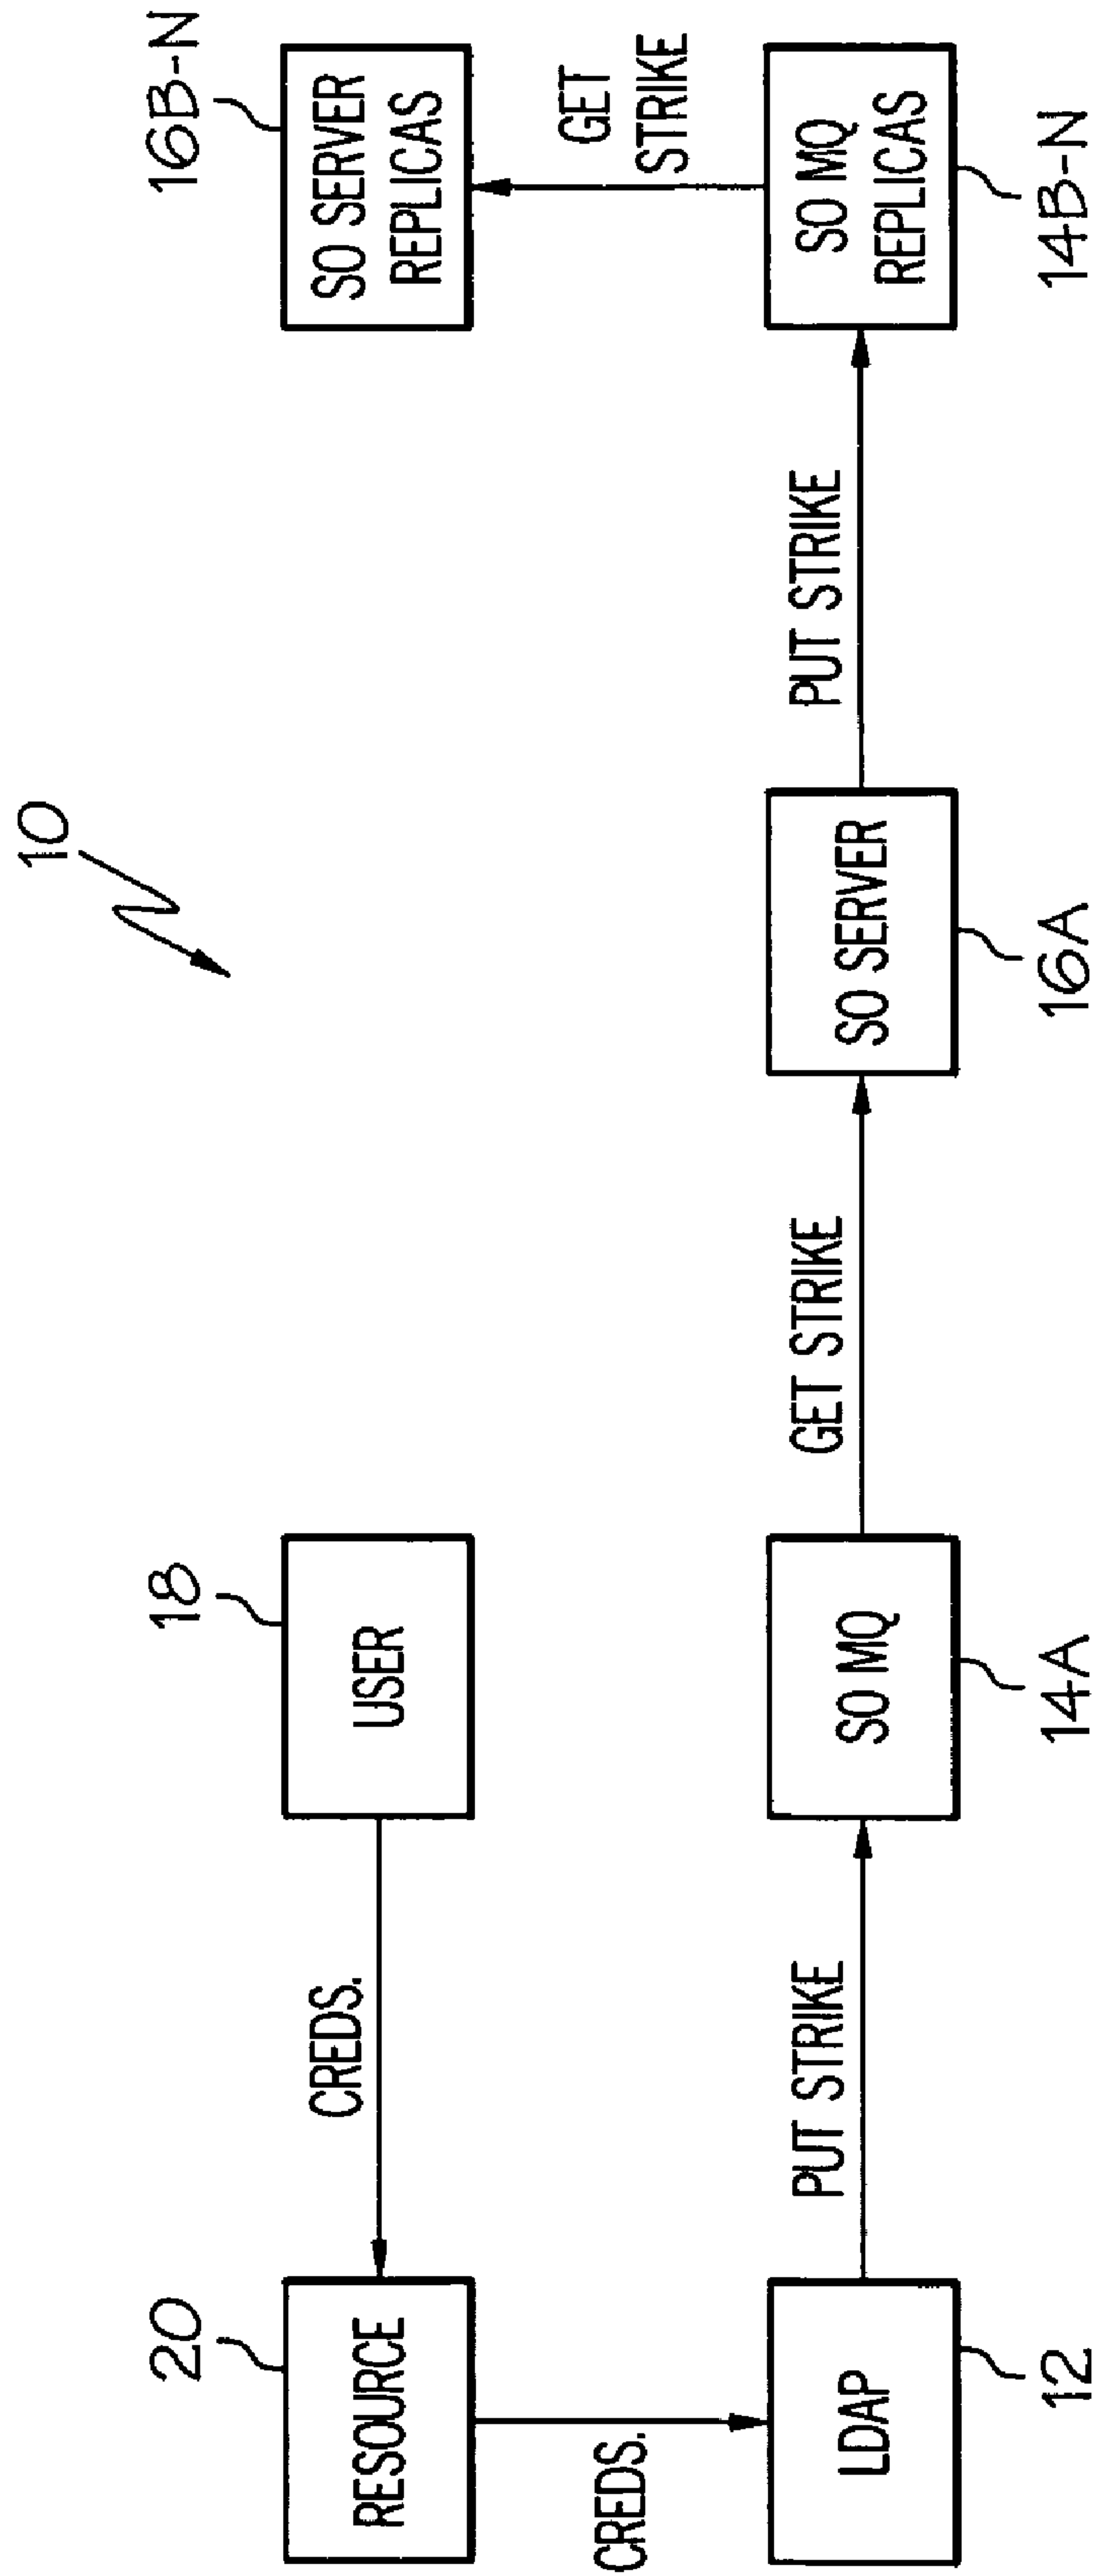 10
20
RESOURCE
CREDS.
18
USER
16B-N
SO SERVER
REPLICAS
CREDS.
GET
STRIKE
LDAP
12
PUT STRIKE
SO MQ
14A
GET STRIKE
SO SERVER
16A
PUT STRIKE
SO MQ
REPLICAS
14B-N